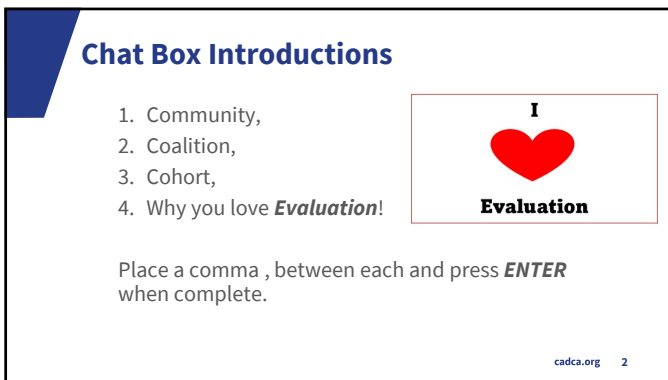 Chat Box Introductions
1. Community,
2. Coalition,
3. Cohort,
4. Why you love Evaluation!
I
Evaluation
Place a comma , between each and press ENTER
when complete.
cadca.org 2